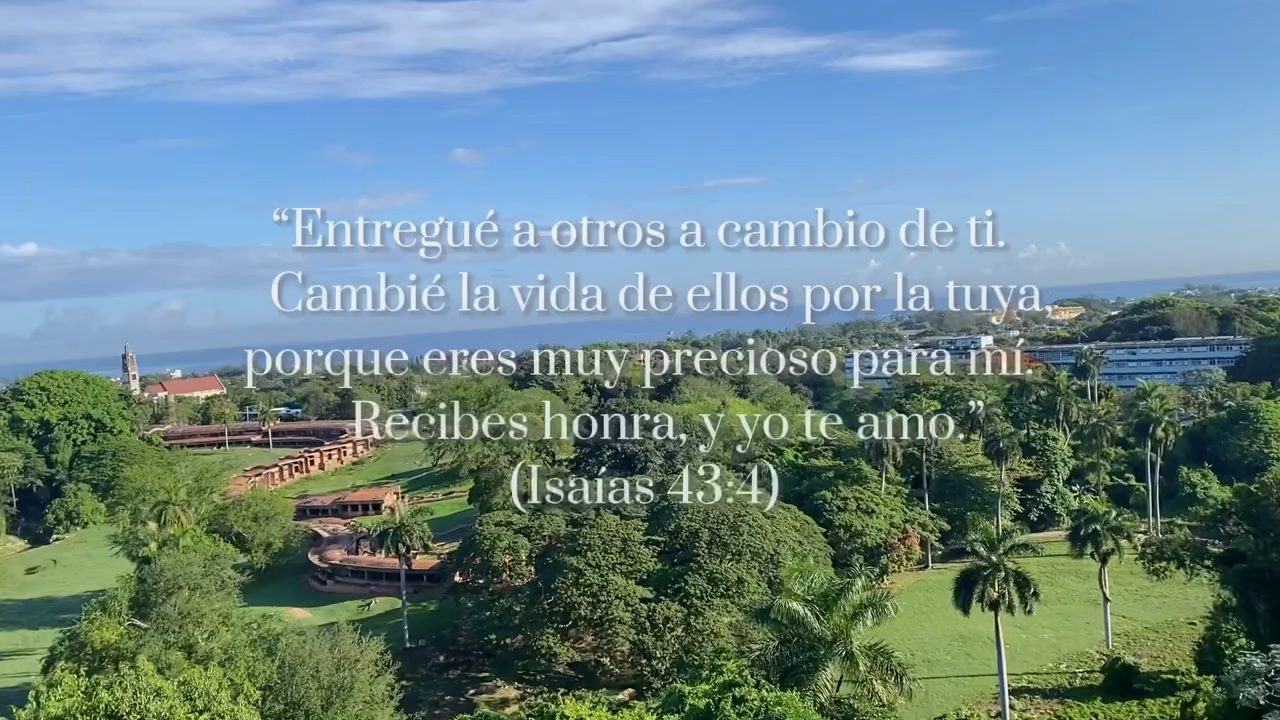 “Entregué a otros a cambio de ti.
Cambié la vida de ellos por la tuya
porque eres muy precioso para mí.
Recibes honra, y yo te amo.”
(Isaías 43:4)